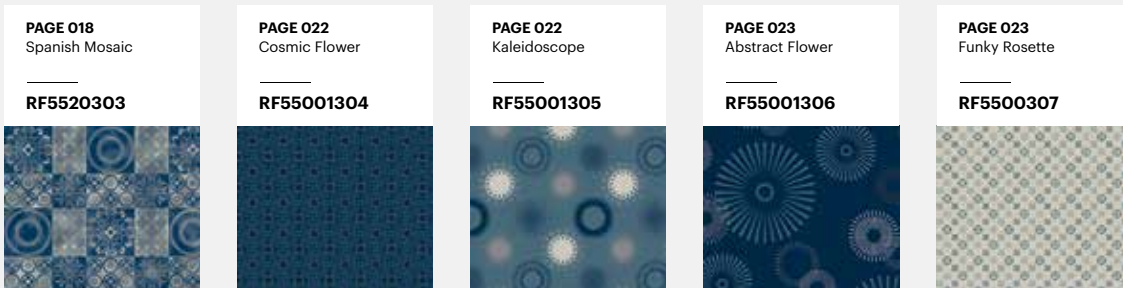 PAGE 018
Spanish Mosaic
RF5520303
PAGE 022
Cosmic Flower
RF55001304
PAGE 022
Kaleidoscope
RF55001305
PAGE 023
Abstract Flower
RF55001306
PAGE 023
Funky Rosette
RF5500307